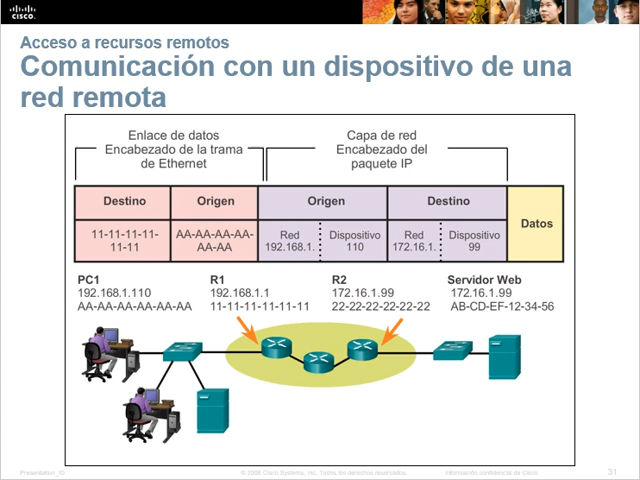 CISCO.
Acceso a recursos remotos
Comunicación con un dispositivo de una
red remota
Enlace de datos
Encabezado de la trama
de Ethernet
Capa de red
Encabezado del
paquete IP
Destino
Origen
Origen
Destino
Datos
11-11-11-11-
11-11
AA-AA-AA-AA-
AA-AA
Red
192.168.1.
Dispositivo
110
Red
172.16.1.
Dispositivo
99
PC1
192.168.1.110
AA-AA-AA-AA-AA-AA
R1
192.168.1.1
11-11-11-11-11-11
R2
172.16.1.99
22-22-22-22-22-22
Servidor Web
172.16.1.99
AB-CD-EF-12-34-56
Presentation_ID
© 2008 Cisco Systems, Inc. Todos los derechos reservados.
Información confidencial de Cisco
31